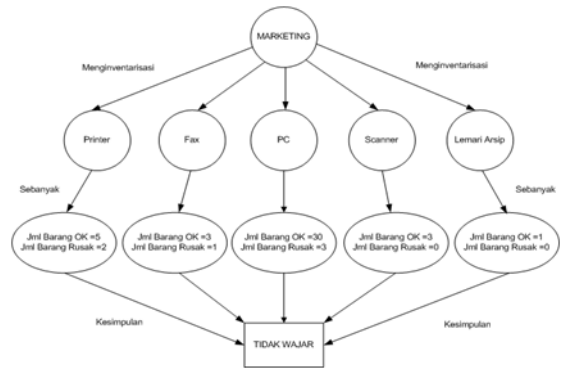 MARKETING
Menginventarisasi
Menginventarisasi
Printer
Fax
PC
Scanner
Lemari Arsip
Sebanyak
Sebanyak
Jml Barang OK =5
Jml Barang Rusak =2
Jml Barang OK =3
Jml Barang Rusak =1
Jml Barang OK =30
Jml Barang Rusak =3
Jml Barang OK =3
Jml Barang Rusak =0
Jml Barang OK =1
Jml Barang Rusak =0
Kesimpulan
Kesimpulan
TIDAK WAJAR